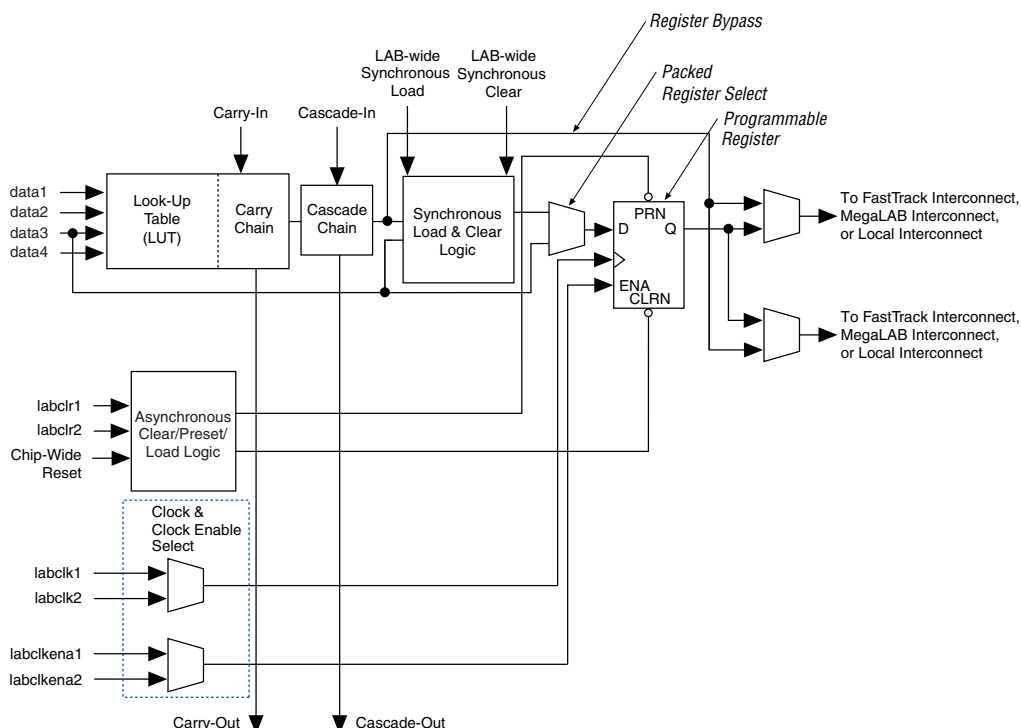 Register Bypass
LAB-wide
Synchronous
Load
LAB-wide
Synchronous
Clear
Packed
Register Select
Carry-In
Cascade-In
Programmable
Register
data1
data2
data3
data4
Look-Up
Table
(LUT)
Carry
Chain
Cascade
Chain
Synchronous
Load & Clear
Logic
PRN
D
Q
ENA
CLRN
To FastTrack Interconnect,
MegaLAB Interconnect,
or Local Interconnect
To FastTrack Interconnect,
MegaLAB Interconnect,
or Local Interconnect
labclr1
labclr2
Chip-Wide
Reset
Asynchronous
Clear/Preset/
Load Logic
Clock &
Clock Enable
Select
labclk1
labclk2
labclkena1
labclkena2
Carry-Out
Cascade-Out